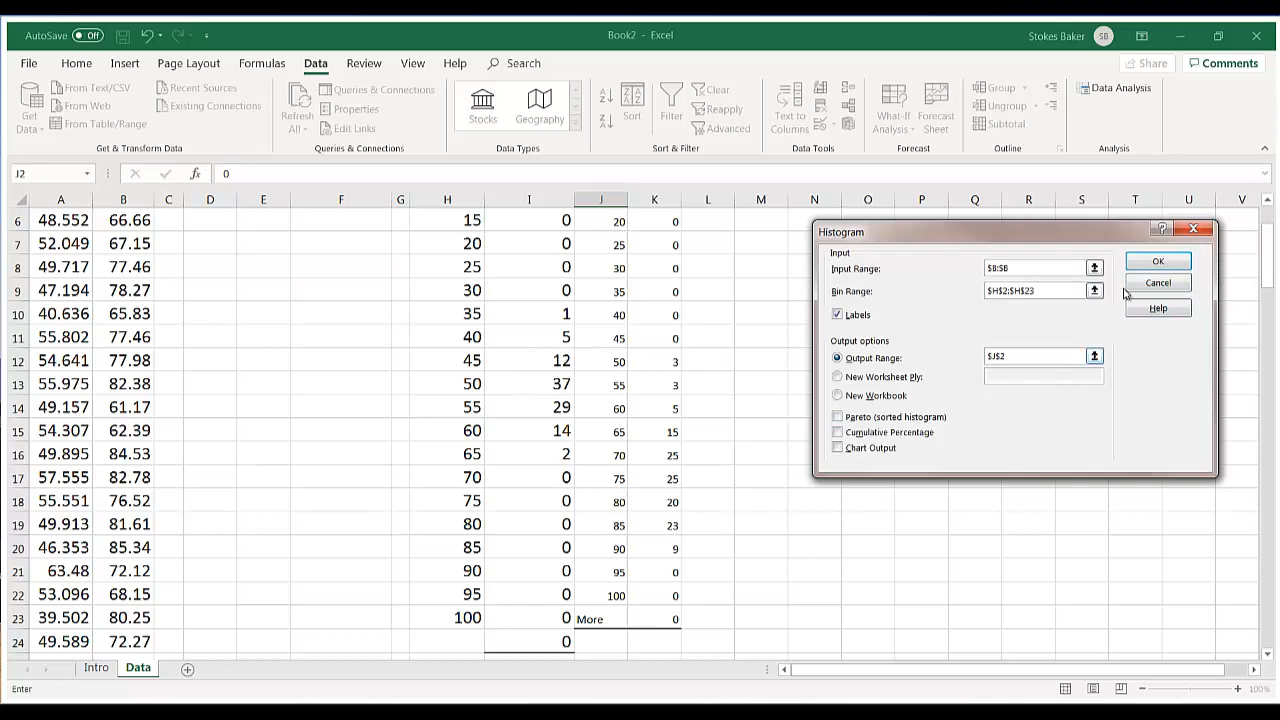 AutoSave Off Book2 - Excel Stokes Baker SB
File Home Insert Page Layout Formulas Data Review View Help Search Share Comments
Get Data
From Text/CSV
From Web
From Table/Range
Recent Sources
Existing Connections
Get & Transform Data
Refresh All
Queries & Connections
Properties
Edit Links
Queries & Connections
Stocks Geography
Data Types
Sort Filter
Clear
Reapply
Advanced
Sort & Filter
Text to Columns
Data Tools
What-If Analysis
Forecast Sheet
Forecast
Group
Ungroup
Subtotal
Outline
Data Analysis
Analysis
J2 fx 0
A B C D E F G H I J K L M N O P Q R S T U V
6 48.552 66.66 15 0 20 0
7 52.049 67.15 20 0 25 0
8 49.717 77.46 25 0 30 0
9 47.194 78.27 30 0 35 0
10 40.636 65.83 35 1 40 0
11 55.802 77.46 40 5 45 0
12 54.641 77.98 45 12 50 3
13 55.975 82.38 50 37 55 3
14 49.157 61.17 55 29 60 5
15 54.307 62.39 60 14 65 15
16 49.895 84.53 65 2 70 25
17 57.555 82.78 70 0 75 25
18 55.551 76.52 75 0 80 20
19 49.913 81.61 80 0 85 23
20 46.353 85.34 85 0 90 9
21 63.48 72.12 90 0 95 0
22 53.096 68.15 95 0 100 0
23 39.502 80.25 100 0 More 0
24 49.589 72.27 0
Histogram
Input
Input Range: $B:$B
Bin Range: $H$2:$H$23
Labels
Output options
Output Range: $J$2
New Worksheet Ply:
New Workbook
Pareto (sorted histogram)
Cumulative Percentage
Chart Output
OK
Cancel
Help
Intro Data
Enter 100%